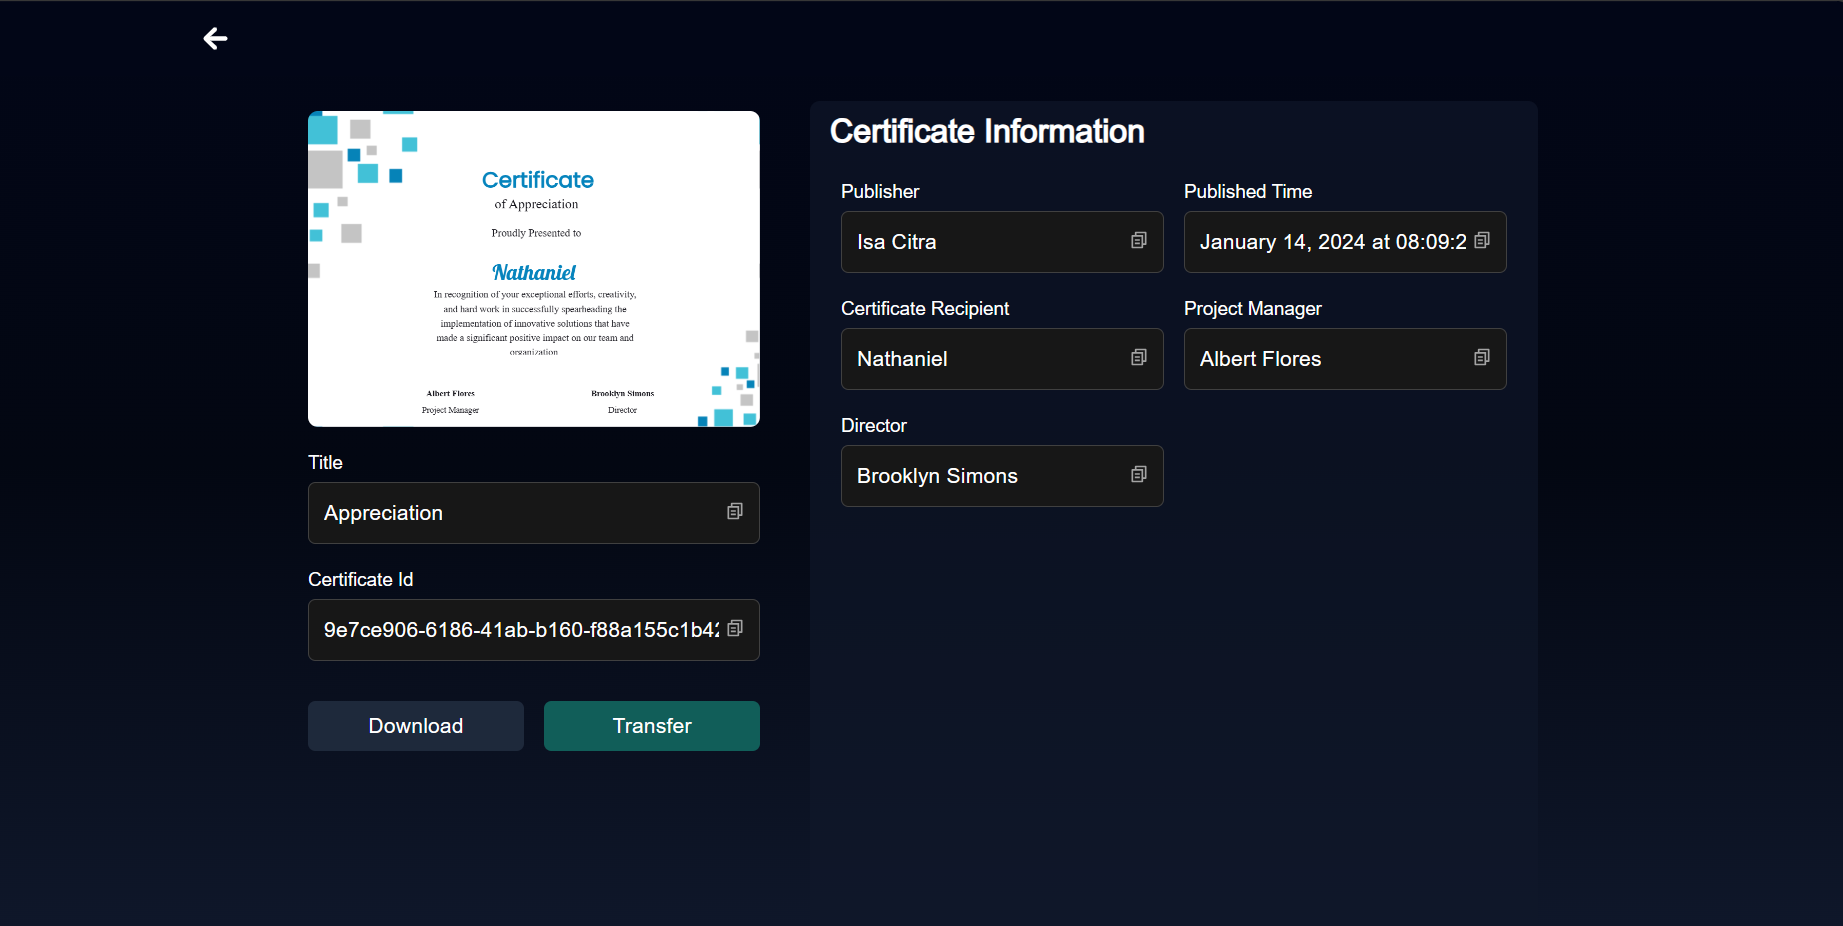 Certificate
of Appreciation
Proudly Presented to
Nathaniel
In recognition of your exceptional efforts, creativity,
and hard work in successfully spearheading the
implementation of innovative solutions that have
made a significant positive impact on our team and
organization
Albert Flores
Project Manager
Brooklyn Simons
Director
Title
Appreciation
Certificate Id
9e7ce906-6186-41ab-b160-f88a155c1b42
Download
Transfer
Certificate Information
Publisher
Isa Citra
Published Time
January 14, 2024 at 08:09:2
Certificate Recipient
Nathaniel
Project Manager
Albert Flores
Director
Brooklyn Simons